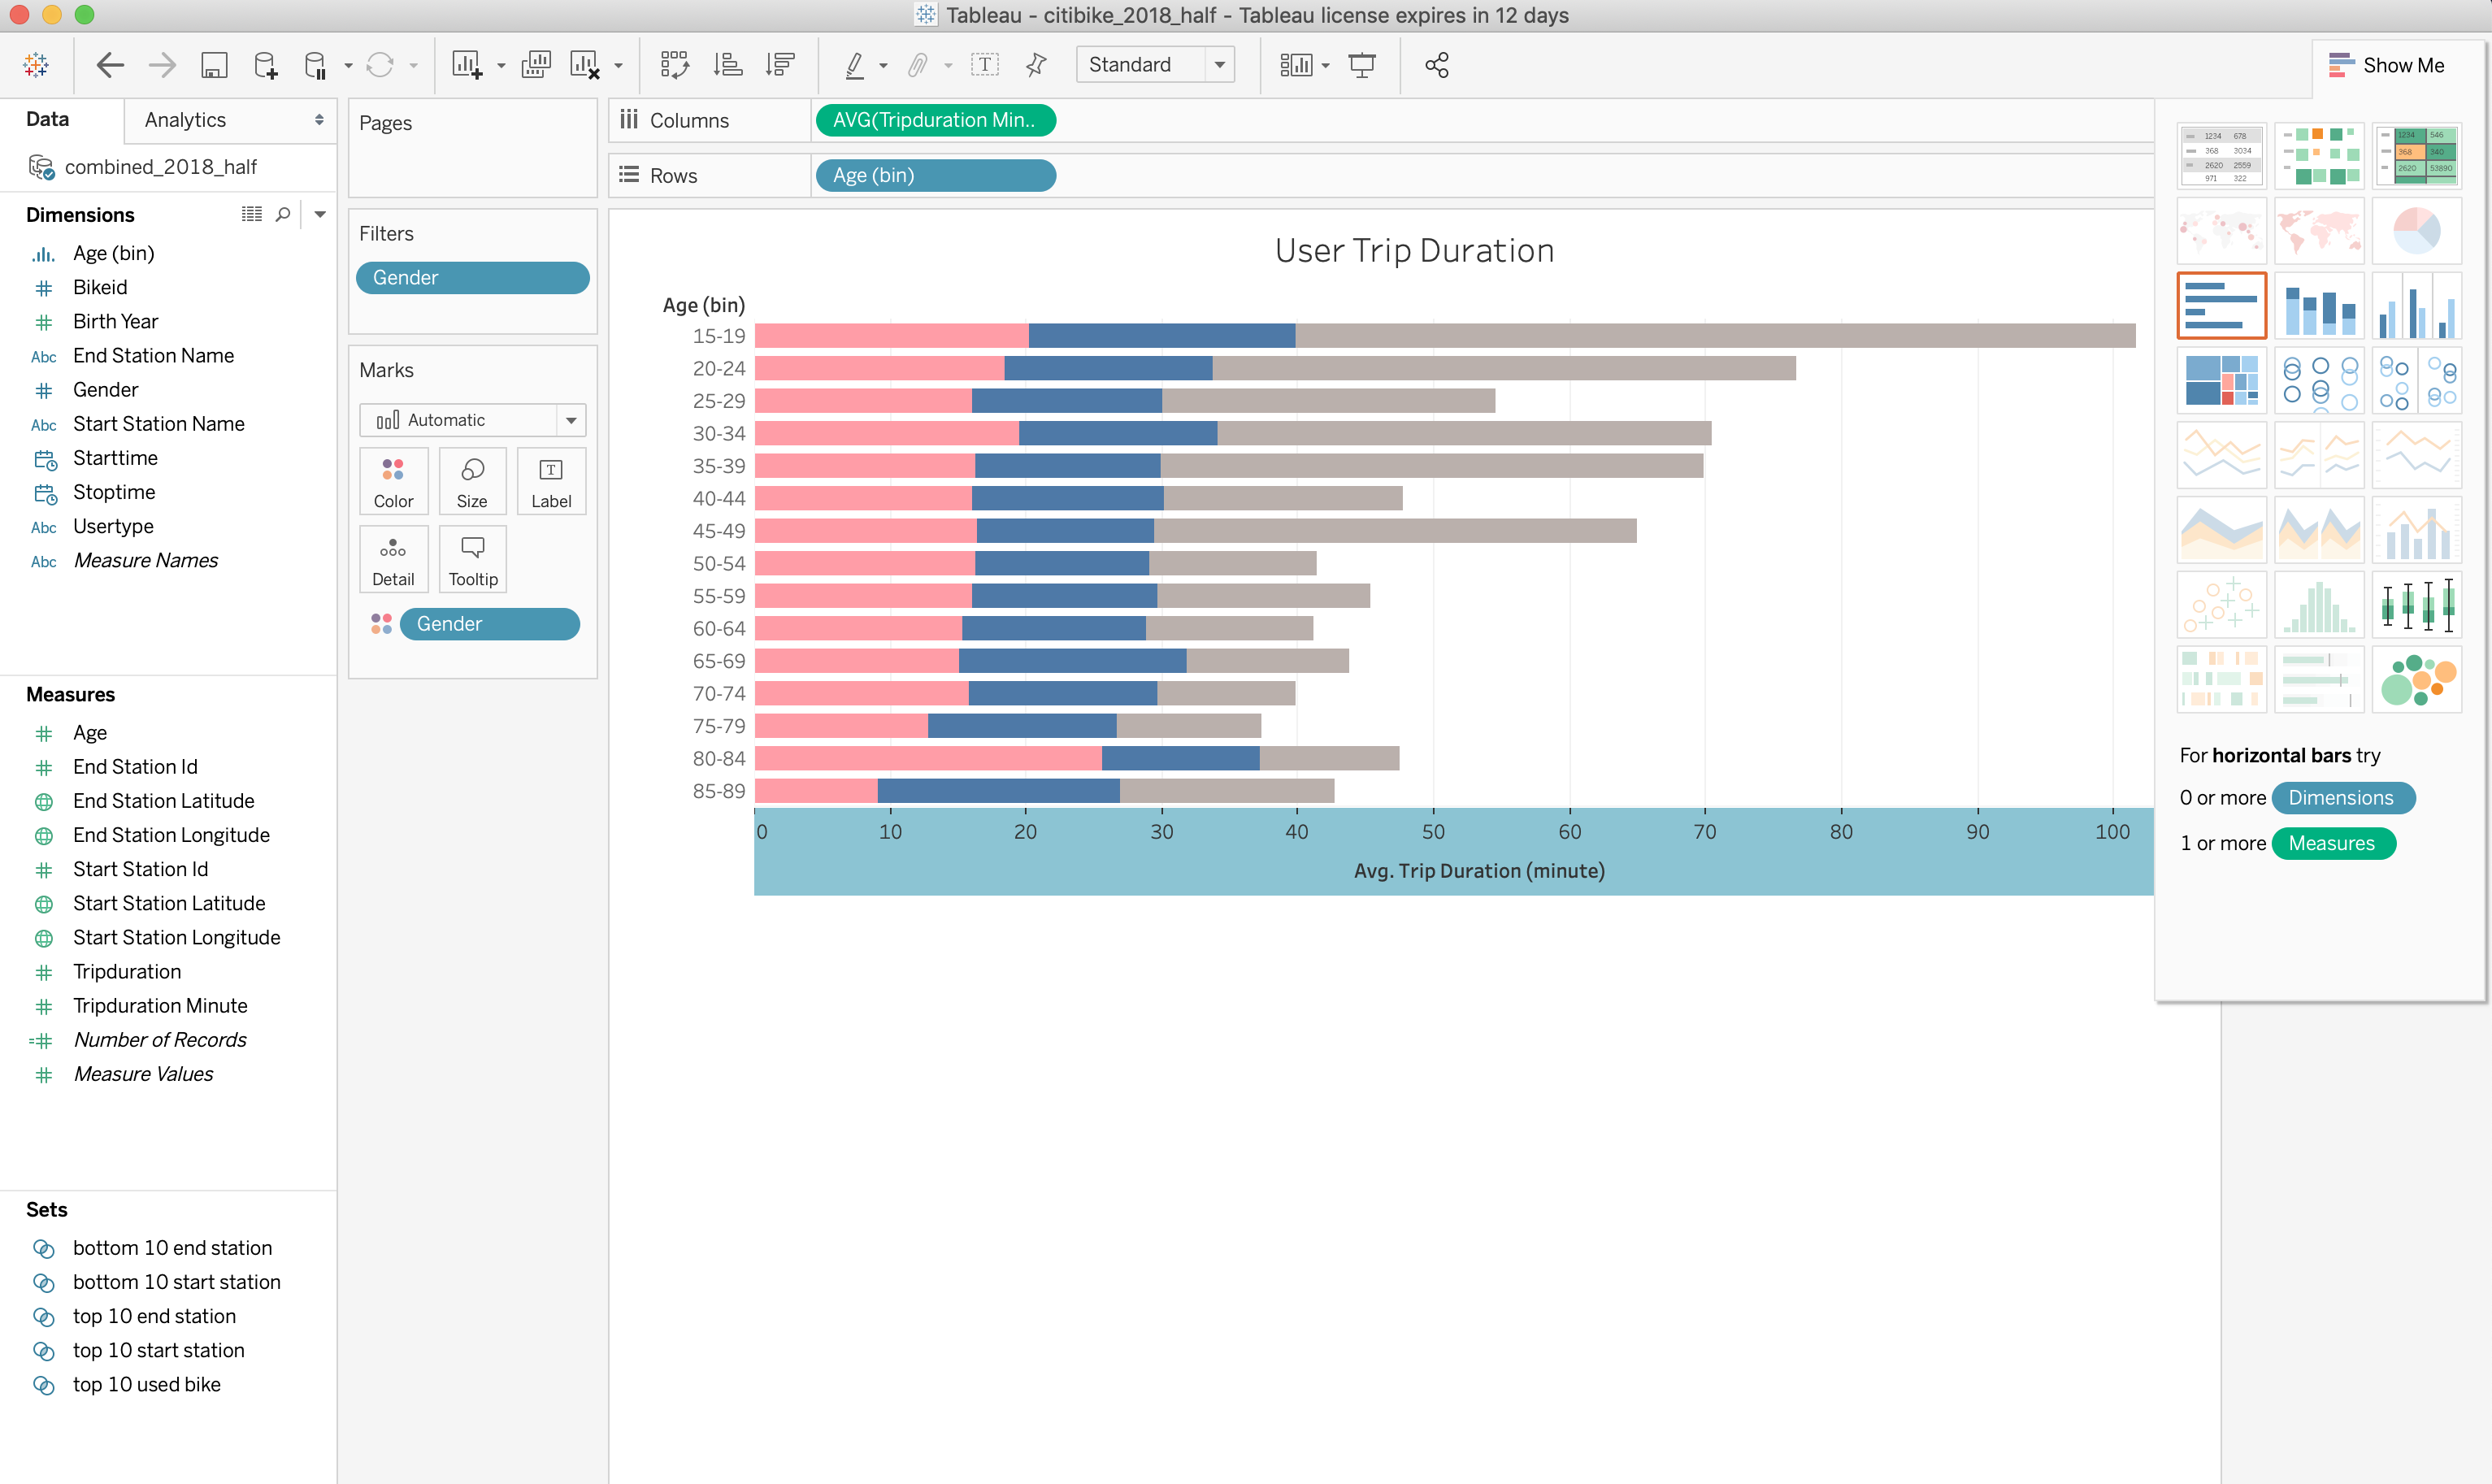 Tableau - citibike_2018_half - Tableau license expires in 12 days
Standard
Show Me
Data
Analytics
combined_2018_half
Dimensions
Age (bin)
Bikeid
Birth Year
Abc End Station Name
Gender
Abc Start Station Name
Starttime
Stoptime
Abc Usertype
Abc Measure Names
Measures
Age
End Station Id
End Station Latitude
End Station Longitude
Start Station Id
Start Station Latitude
Start Station Longitude
Tripduration
Tripduration Minute
Number of Records
Measure Values
Sets
bottom 10 end station
bottom 10 start station
top 10 end station
top 10 start station
top 10 used bike
Pages
Filters
Gender
Marks
Automatic
Color
Size
Label
Detail
Tooltip
Gender
Columns
AVG(Tripduration Min..
Rows
Age (bin)
User Trip Duration
Age (bin)
15-19
20-24
25-29
30-34
35-39
40-44
45-49
50-54
55-59
60-64
65-69
70-74
75-79
80-84
85-89
0 10 20 30 40 50 60 70 80 90 100
Avg. Trip Duration (minute)
1234 678
368 3034
2620 2559
971 322
1234 546
368 340
2620 53890
For horizontal bars try
0 or more Dimensions
1 or more Measures